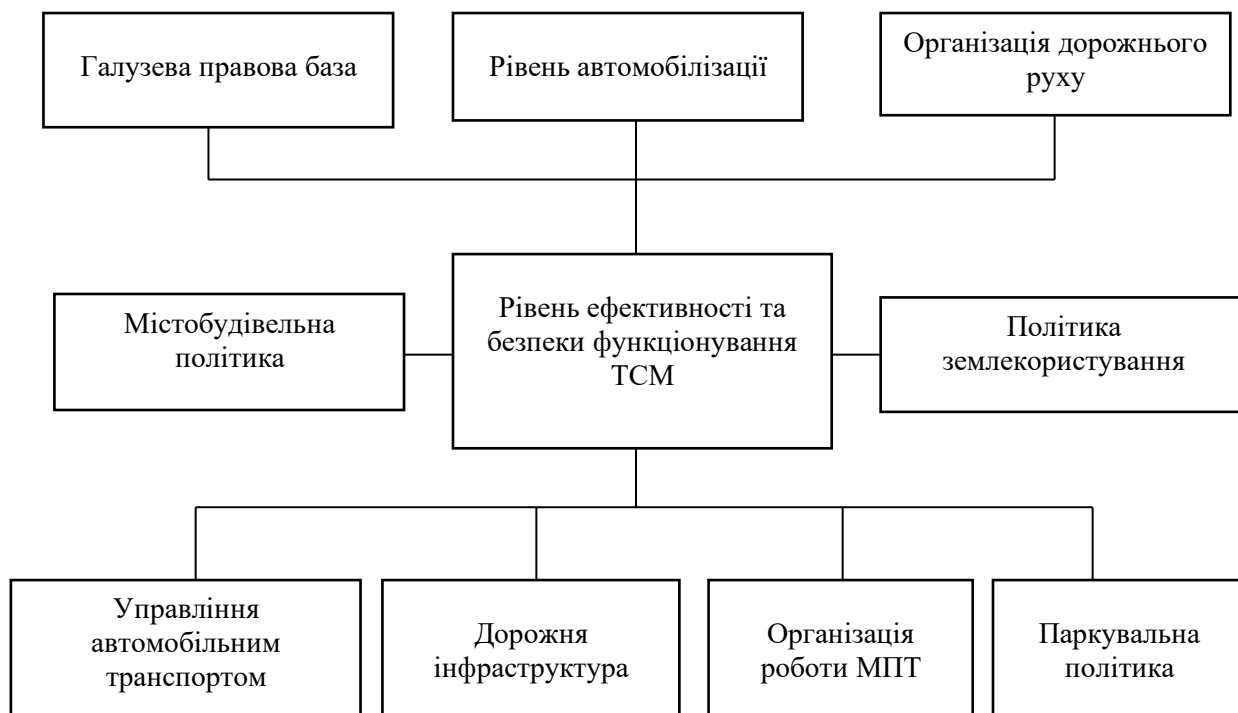 Галузева правова база
Рівень автомобілізації
Організація дорожнього
руху
Містобудівельна
політика
Рівень ефективності та
безпеки функціонування
ТСМ
Політика
землекористування
Управління
автомобільним
транспортом
Дорожня
інфраструктура
Організація
роботи МПТ
Паркувальна
політика